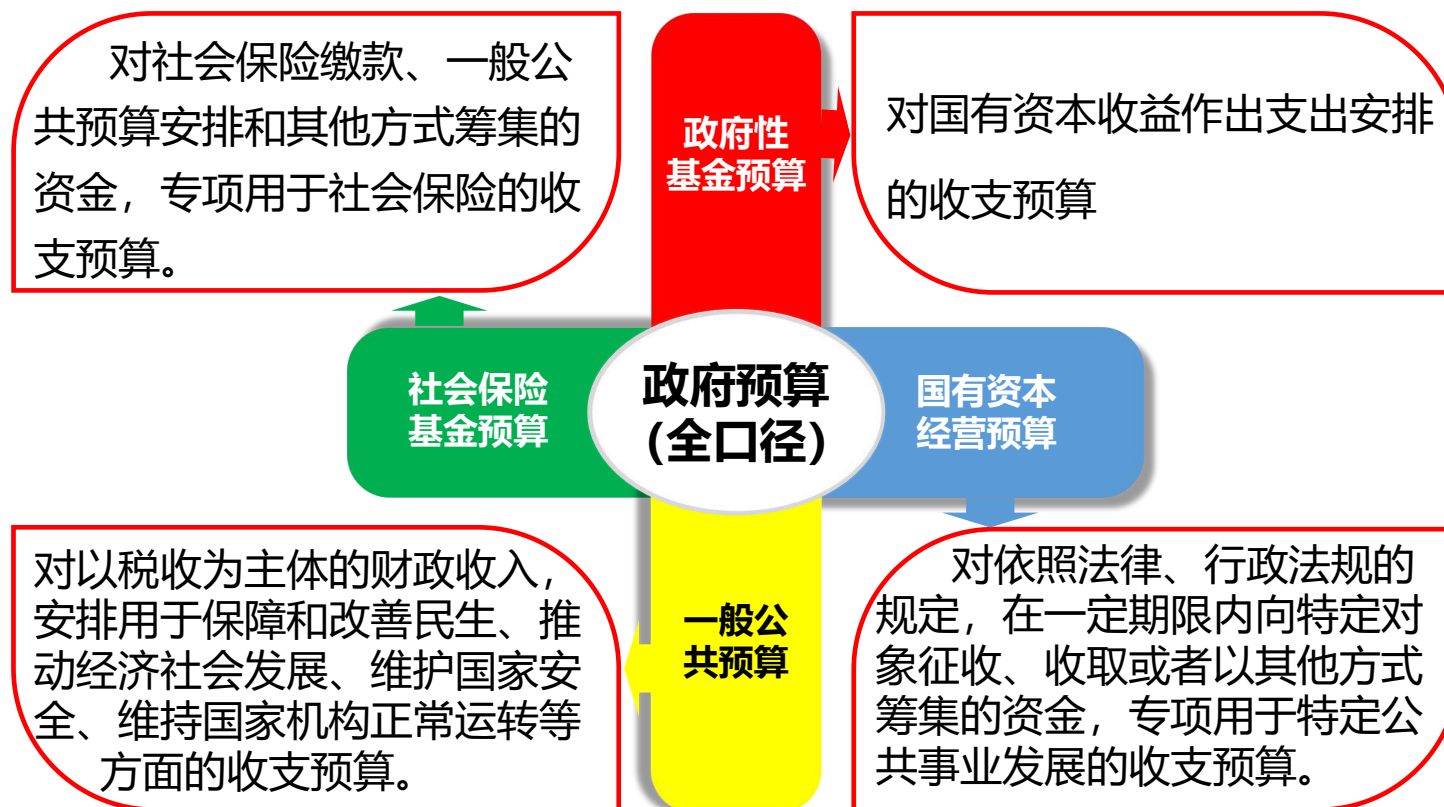 对社会保险缴款、一般公
共预算安排和其他方式筹集的
资金，专项用于社会保险的收
支预算。
政府性
基金预算
对国有资本收益作出支出安排
的收支预算
社会保险
基金预算
政府预算
（全口径）
国有资本
经营预算
对以税收为主体的财政收入，
安排用于保障和改善民生、推
动经济社会发展、维护国家安
全、维持国家机构正常运转等
方面的收支预算。
一般公
共预算
对依照法律、行政法规的
规定，在一定期限内向特定对
象征收、收取或者以其他方式
筹集的资金，专项用于特定公
共事业发展的收支预算。